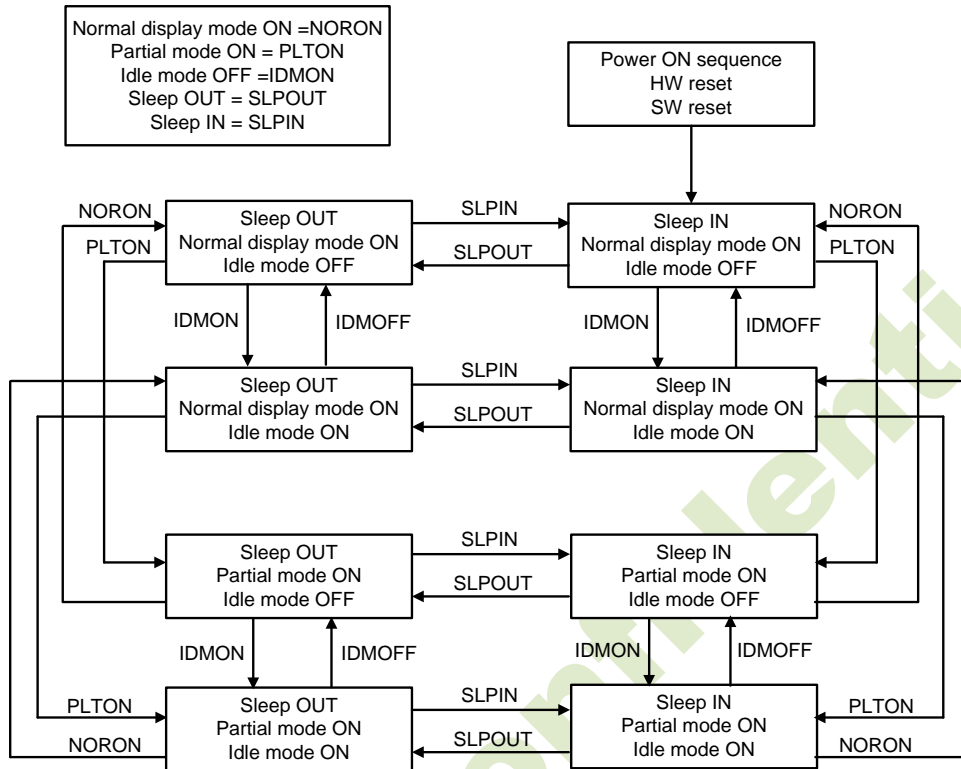 Normal display mode ON =NORON
Partial mode ON = PLTON
Idle mode OFF =IDMON
Sleep OUT = SLPOUT
Sleep IN = SLPIN
Power ON sequence
HW reset
SW reset
NORON
PLTON
Sleep OUT
Normal display mode ON
Idle mode OFF
SLPIN
SLPOUT
Sleep IN
Normal display mode ON
Idle mode OFF
NORON
PLTON
IDMON
IDMOFF
IDMON
IDMOFF
Sleep OUT
Normal display mode ON
Idle mode ON
SLPIN
SLPOUT
Sleep IN
Normal display mode ON
Idle mode ON
Sleep OUT
Partial mode ON
Idle mode OFF
SLPIN
SLPOUT
Sleep IN
Partial mode ON
Idle mode OFF
IDMON
IDMOFF
IDMON
IDMOFF
PLTON
NORON
Sleep OUT
Partial mode ON
Idle mode ON
SLPIN
SLPOUT
Sleep IN
Partial mode ON
Idle mode ON
PLTON
NORON
onfidenti